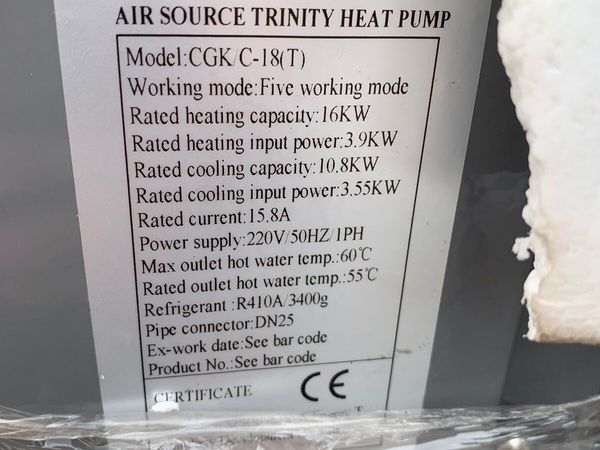 AIR SOURCE TRINITY HEAT PUMP
Model:CGK/C-18(T)
Working mode:Five working mode
Rated heating capacity:16KW
Rated heating input power:3.9KW
Rated cooling capacity:10.8KW
Rated cooling input power:3.55KW
Rated current:15.8A
Power supply:220V/50HZ/1PH
Max outlet hot water temp.:60℃
Rated outlet hot water temp.:55℃
Refrigerant :R410A/3400g
Pipe connector:DN25
Ex-work date:See bar code
Product No.:See bar code
CERTIFICATE CE